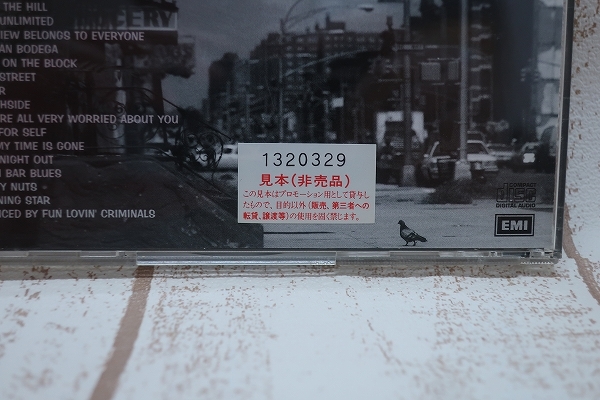 THE HILL
UNLIMITED
VIEW BELONGS TO EVERYONE
AN BODEGA
ON THE BLOCK
STREET
R
HSIDE
RE ALL VERY WORRIED ABOUT YOU
FOR SELF
MY TIME IS GONE
NIGHT OUT
N BAR BLUES
Y NUTS
NING STAR
CED BY FUN LOVIN' CRIMINALS
1320329
見本(非売品)
この見本はプロモーション用として貸与し
たもので、目的以外(販売、第三者への
転貸、譲渡等)の使用を固く禁じます。
COMPACT
disc
DIGITAL AUDIO
EMI